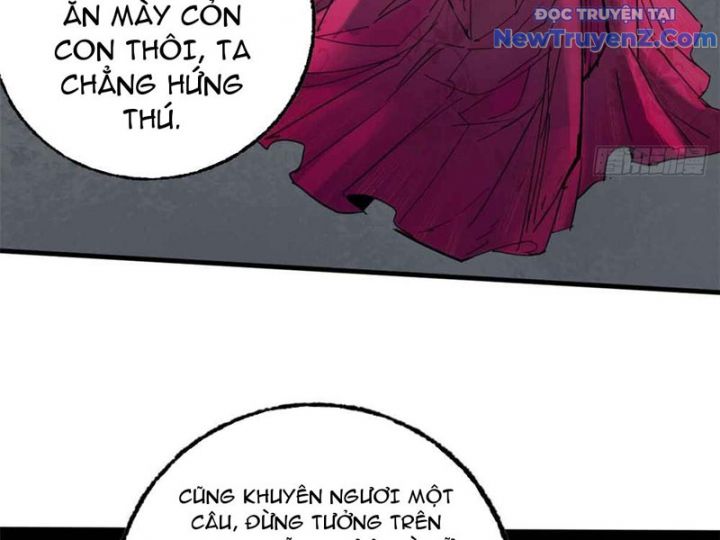 ĂN MÀY CỎN
CON THÔI, TA
CHẲNG HỨNG
THÚ.
ĐỌC TRUYỆN TẠI
NewTruyenZ.Com
CŨNG KHUYÊN NGƯƠI MỘT
CÂU, ĐỪNG TƯỞNG TRÊN